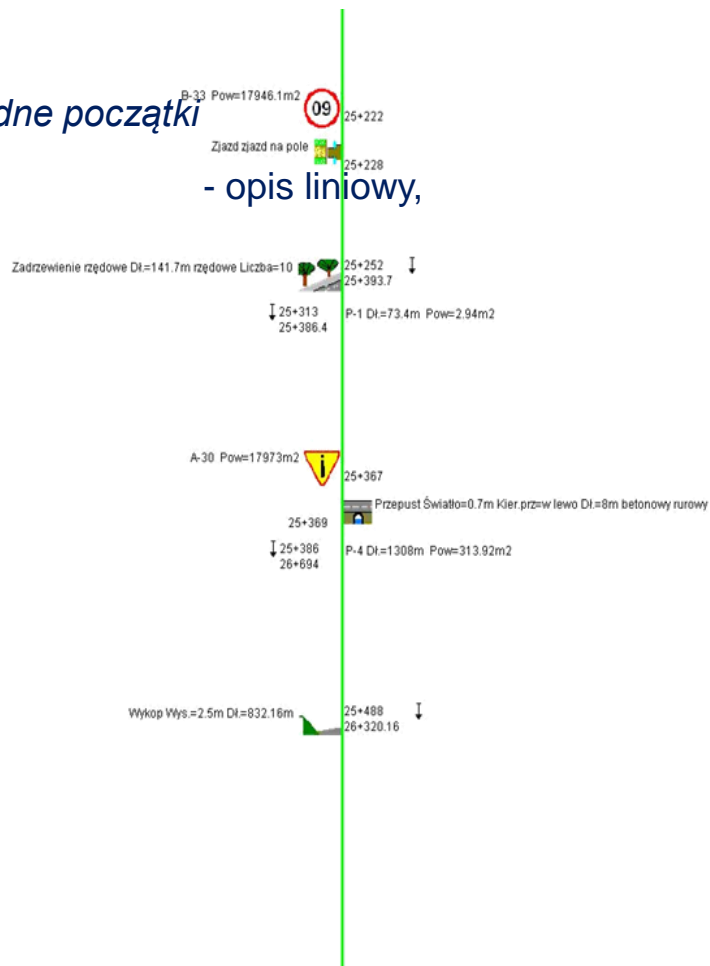 B-33 Pow=17946.1m2
09
dne początki
25+222
Zjazd zjazd na pole
25+228
- opis liniowy,
Zadrzewienie rzędowe Dł.=141.7m rzędowe Liczba=10
25+252
25+393.7
25+313
25+386.4
P-1 Dł.=73.4m Pow=2.94m2
A-30 Pow=17973m2
i
25+367
Przepust Światło=0.7m Kier.prz=w lewo Dł.=8m betonowy rurowy
25+369
25+386
26+694
P-4 Dł.=1308m Pow=313.92m2
Wykop Wys.=2.5m Dł.=832.16m
25+488
26+320.16